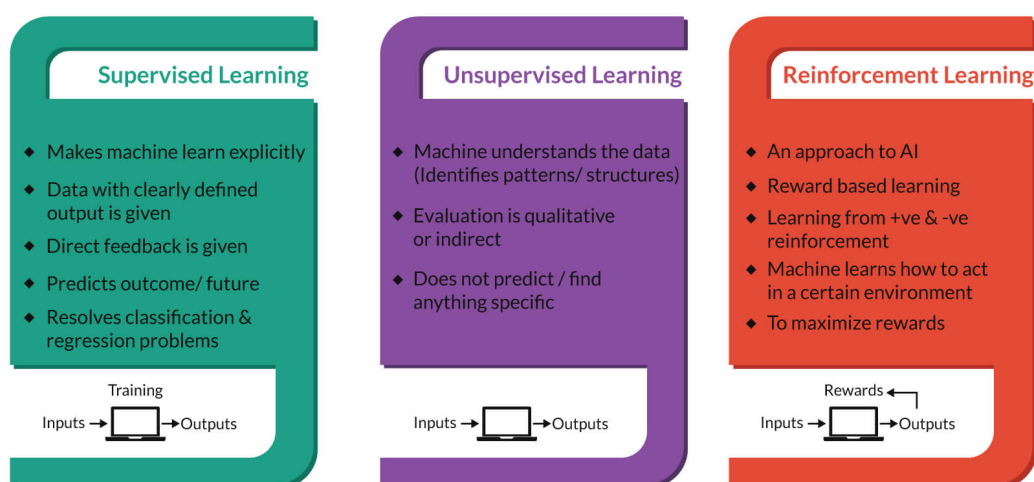 Supervised Learning
◆ Makes machine learn explicitly
◆ Data with clearly defined
output is given
◆ Direct feedback is given
◆ Predicts outcome/ future
◆ Resolves classification &
regression problems
Training
Inputs → → Outputs
Unsupervised Learning
◆ Machine understands the data
(Identifies patterns/ structures)
◆ Evaluation is qualitative
or indirect
◆ Does not predict / find
anything specific
Inputs → → Outputs
Reinforcement Learning
◆ An approach to AI
◆ Reward based learning
◆ Learning from +ve & -ve
reinforcement
◆ Machine learns how to act
in a certain environment
◆ To maximize rewards
Rewards
Inputs → → Outputs